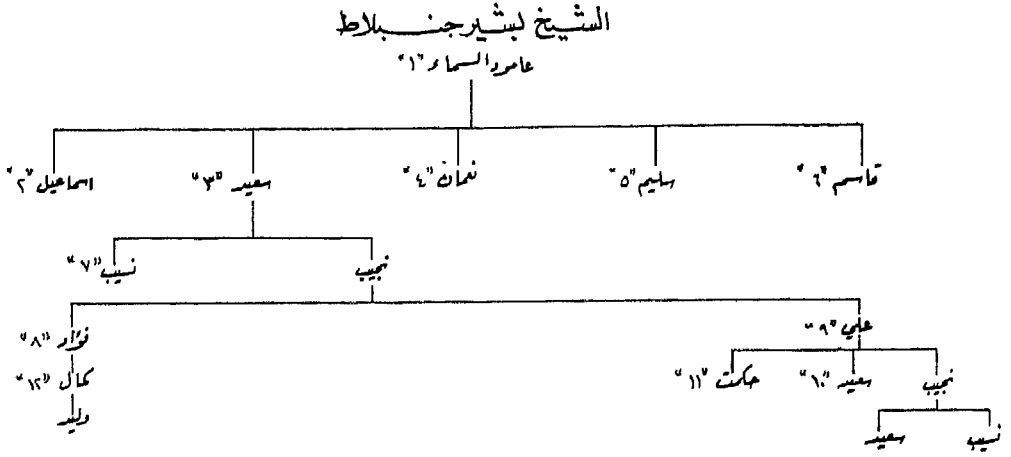 الشيخ بشير جنبلاط
عامود السماء "١"
قاسم "٦" سليم "٥" نعمان "٤" سعيد "٣" اسماعيل "٢"
نجيب نسيب "٧"
علي "٩" فؤاد "٨"
نجيب سعيد "١٠" حكمت "١١" كمال "١٢"
نسيب سعيد وليد